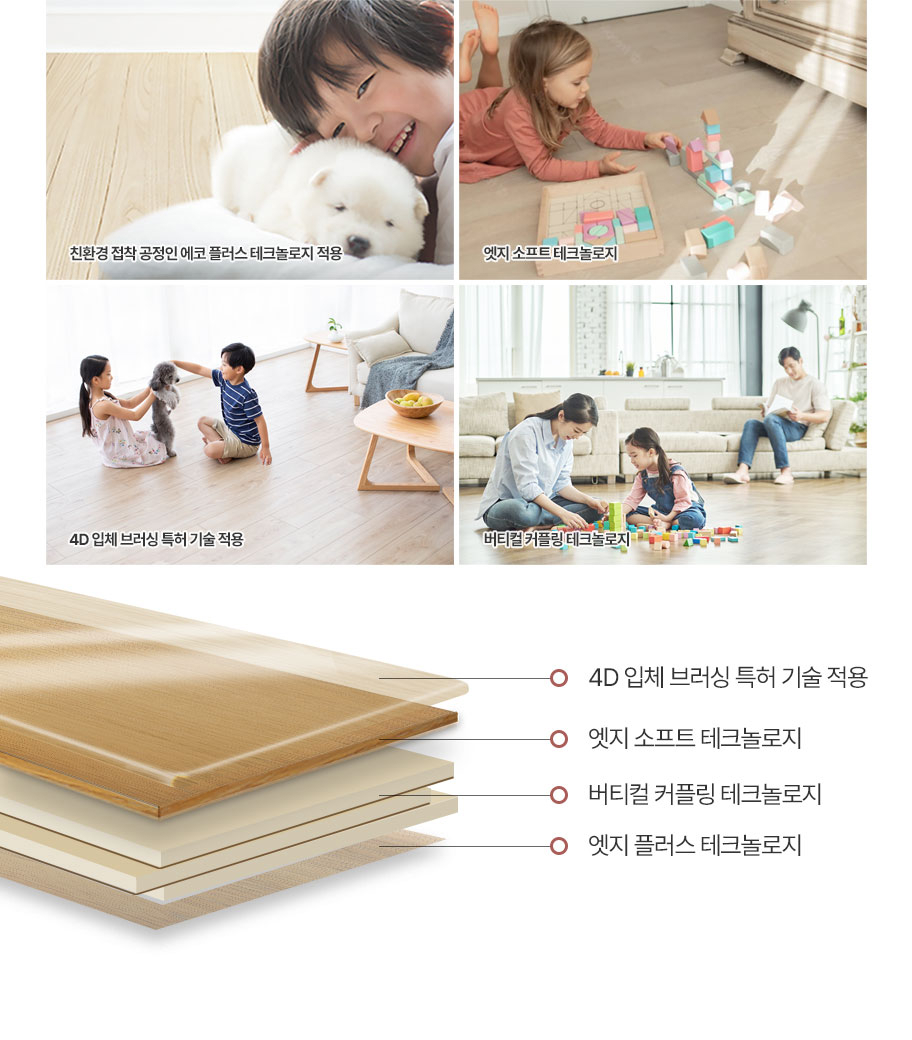 친환경 접착 공정인 에코 플러스 테크놀로지 적용
엣지 소프트 테크놀로지
4D 입체 브러싱 특허 기술 적용
버티컬 커플링 테크놀로지
4D 입체 브러싱 특허 기술 적용
엣지 소프트 테크놀로지
버티컬 커플링 테크놀로지
엣지 플러스 테크놀로지